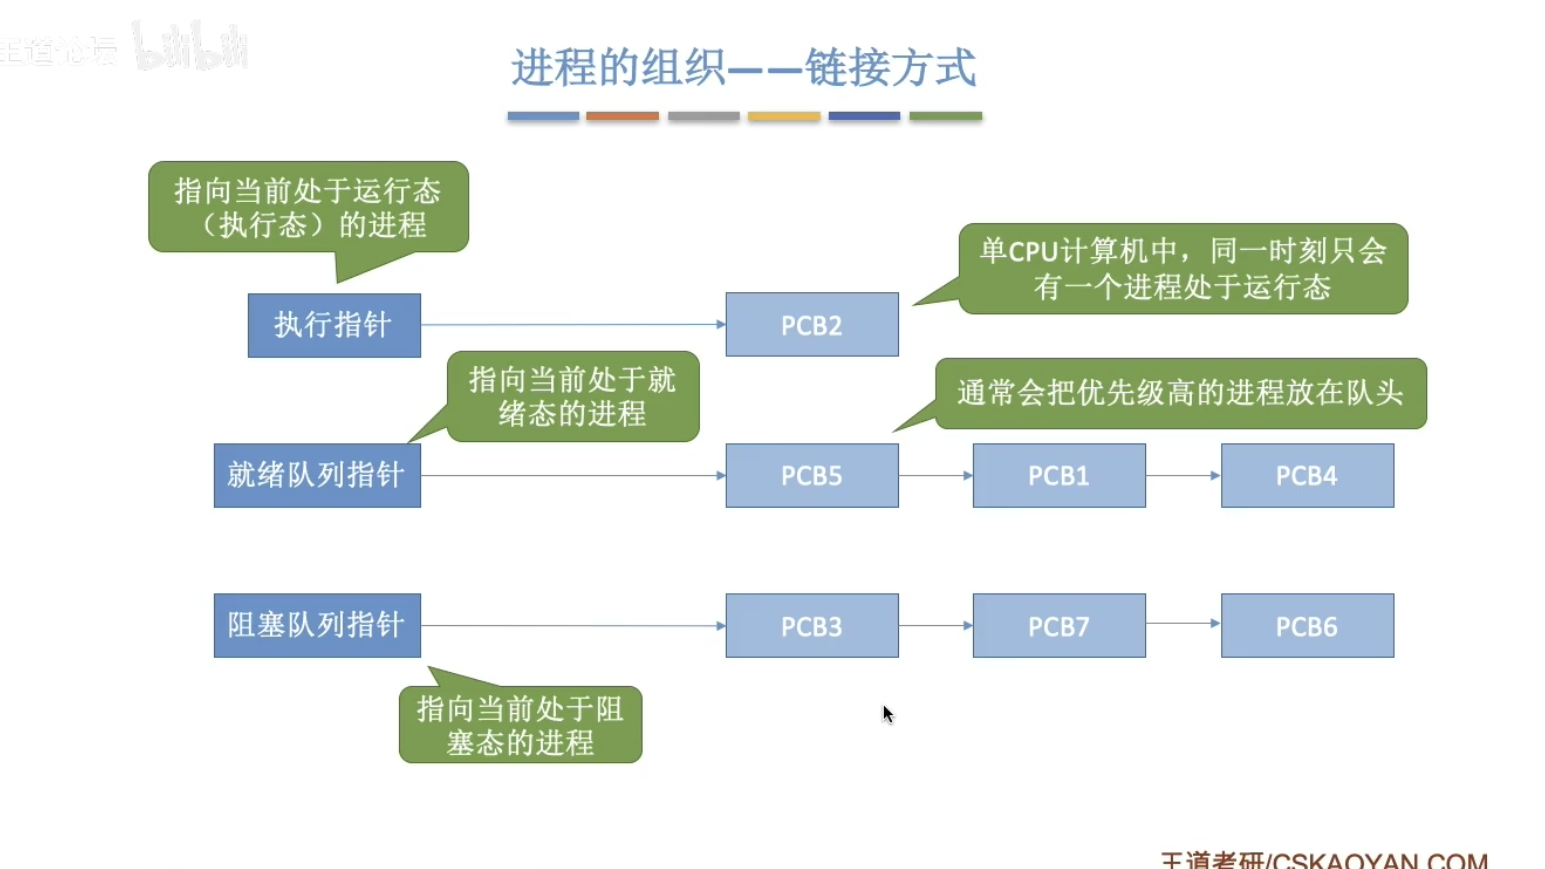 王道论坛 bilibili
进程的组织——链接方式
指向当前处于运行态
（执行态）的进程
单CPU计算机中，同一时刻只会
有一个进程处于运行态
执行指针
PCB2
指向当前处于就
绪态的进程
通常会把优先级高的进程放在队头
就绪队列指针
PCB5
PCB1
PCB4
阻塞队列指针
PCB3
PCB7
PCB6
指向当前处于阻
塞态的进程
王道考研/CSKAOYAN.COM